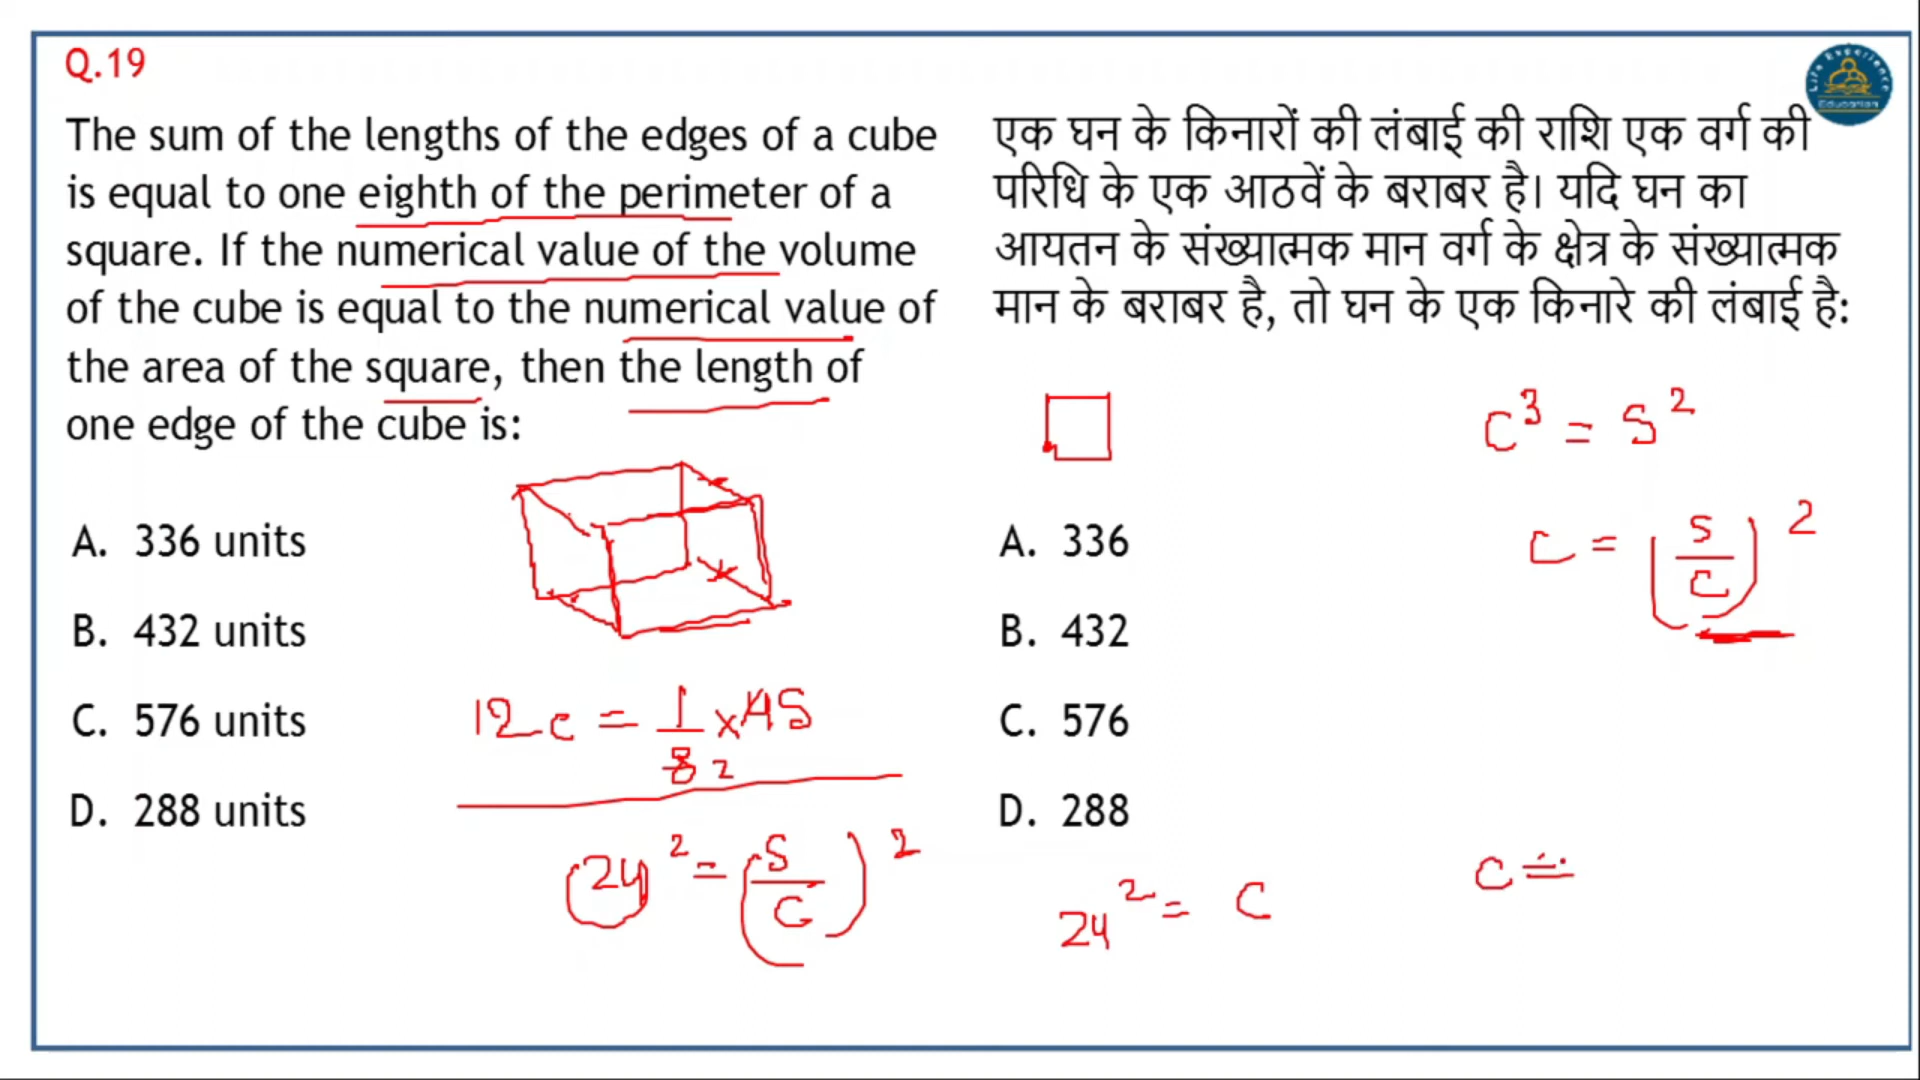 Q.19
The sum of the lengths of the edges of a cube
is equal to one eighth of the perimeter of a
square. If the numerical value of the volume
of the cube is equal to the numerical value of
the area of the square, then the length of
one edge of the cube is:
A. 336 units
B. 432 units
C. 576 units
D. 288 units
12c = 1/8 × 4S
2
24² = (S/C)²
Life Experience
Education
एक घन के किनारों की लंबाई की राशि एक वर्ग की
परिधि के एक आठवें के बराबर है। यदि घन का
आयतन के संख्यात्मक मान वर्ग के क्षेत्र के संख्यात्मक
मान के बराबर है, तो घन के एक किनारे की लंबाई है:
A. 336
B. 432
C. 576
D. 288
C³ = S²
C = (S/C)²
24² = C
C =